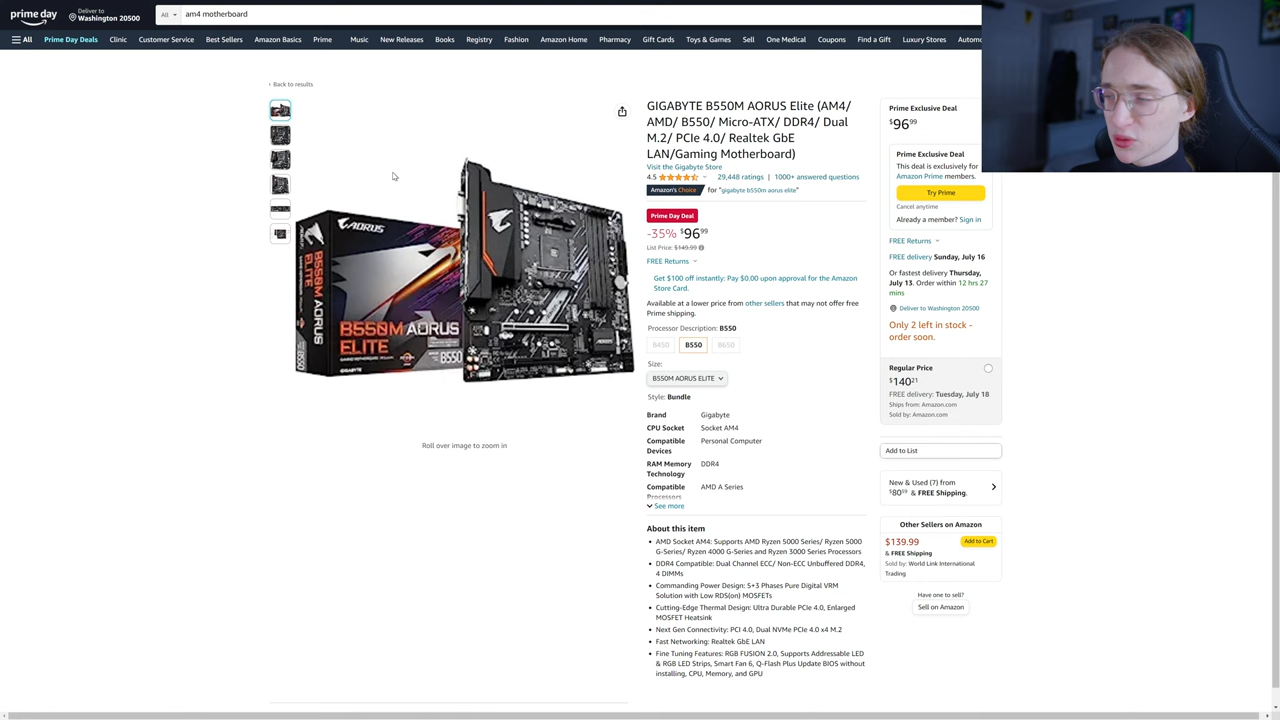 prime day
Deliver to
Washington 20500
All
am4 motherboard
All
Prime Day Deals
Clinic
Customer Service
Best Sellers
Amazon Basics
Prime
Music
New Releases
Books
Registry
Fashion
Amazon Home
Pharmacy
Gift Cards
Toys & Games
Sell
One Medical
Coupons
Find a Gift
Luxury Stores
Automo
‹ Back to results
AORUS
B550M AORUS
ELITE
B550M AORUS
ELITE
B550
GIGABYTE
Roll over image to zoom in
GIGABYTE B550M AORUS Elite (AM4/
AMD/ B550/ Micro-ATX/ DDR4/ Dual
M.2/ PCIe 4.0/ Realtek GbE
LAN/Gaming Motherboard)
Visit the Gigabyte Store
4.5
29,448 ratings | 1000+ answered questions
Amazon's Choice for "gigabyte b550m aorus elite"
Prime Day Deal
-35% $96 99
List Price: $149.99
FREE Returns
Get $100 off instantly: Pay $0.00 upon approval for the Amazon
Store Card.
Available at a lower price from other sellers that may not offer free
Prime shipping.
Processor Description: B550
B450
B550
B650
Size:
B550M AORUS ELITE
Style: Bundle
Brand Gigabyte
CPU Socket Socket AM4
Compatible Personal Computer
Devices
RAM Memory DDR4
Technology
Compatible AMD A Series
Processors
See more
About this item
• AMD Socket AM4: Supports AMD Ryzen 5000 Series/ Ryzen 5000
G-Series/ Ryzen 4000 G-Series and Ryzen 3000 Series Processors
• DDR4 Compatible: Dual Channel ECC/ Non-ECC Unbuffered DDR4,
4 DIMMs
• Commanding Power Design: 5+3 Phases Pure Digital VRM
Solution with Low RDS(on) MOSFETs
• Cutting-Edge Thermal Design: Ultra Durable PCIe 4.0, Enlarged
MOSFET Heatsink
• Next Gen Connectivity: PCI 4.0, Dual NVMe PCIe 4.0 x4 M.2
• Fast Networking: Realtek GbE LAN
• Fine Tuning Features: RGB FUSION 2.0, Supports Addressable LED
& RGB LED Strips, Smart Fan 6, Q-Flash Plus Update BIOS without
installing, CPU, Memory, and GPU
Prime Exclusive Deal
$96 99
Prime Exclusive Deal
This deal is exclusively for
Amazon Prime members.
Try Prime
Cancel anytime
Already a member? Sign in
FREE Returns
FREE delivery Sunday, July 16
Or fastest delivery Thursday,
July 13. Order within 12 hrs 27
mins
Deliver to Washington 20500
Only 2 left in stock -
order soon.
Regular Price
$140 21
FREE delivery: Tuesday, July 18
Ships from: Amazon.com
Sold by: Amazon.com
Add to List
New & Used (7) from
$80 59 & FREE Shipping.
Other Sellers on Amazon
$139.99
Add to Cart
& FREE Shipping
Sold by: World Link International
Trading
Have one to sell?
Sell on Amazon